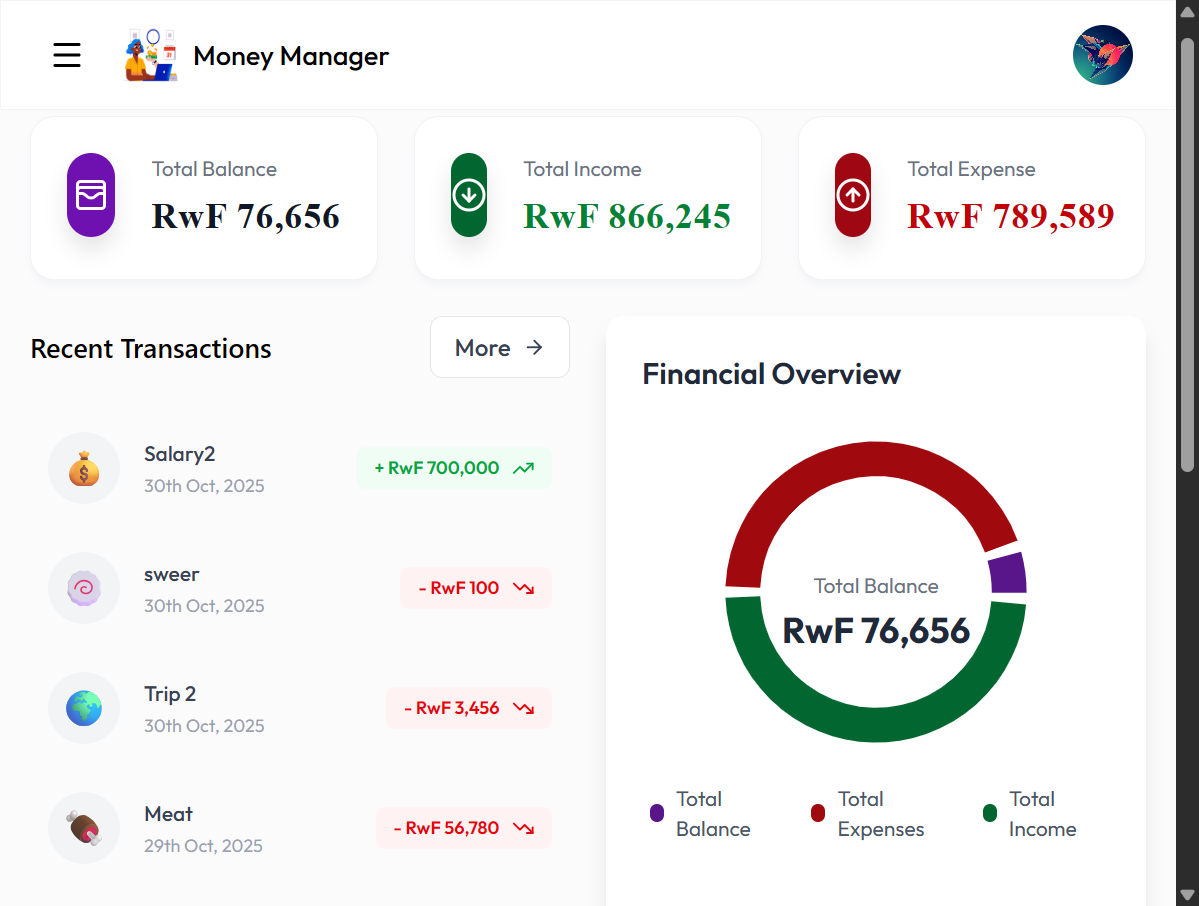 Money Manager
Total Balance
RwF 76,656
Total Income
RwF 866,245
Total Expense
RwF 789,589
Recent Transactions
More
Salary2
30th Oct, 2025
+ RwF 700,000
sweer
30th Oct, 2025
- RwF 100
Trip 2
30th Oct, 2025
- RwF 3,456
Meat
29th Oct, 2025
- RwF 56,780
Financial Overview
Total Balance
RwF 76,656
Total
Balance
Total
Expenses
Total
Income